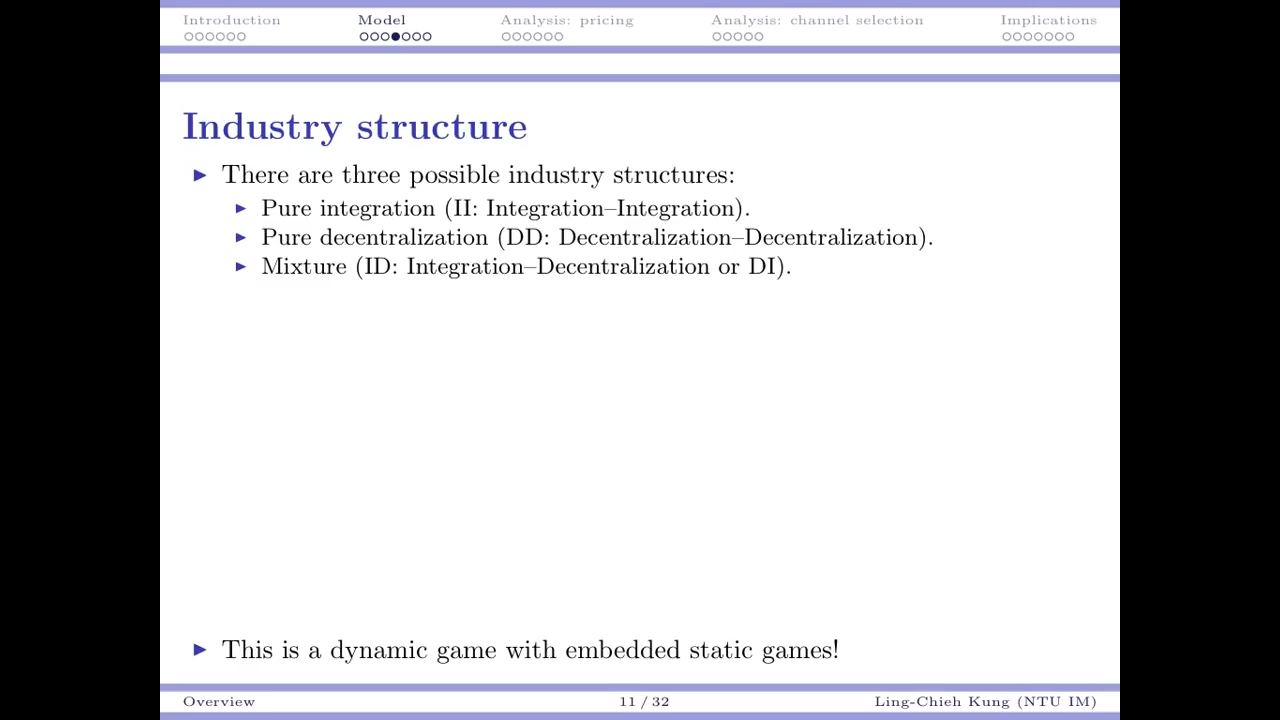 Introduction Model Analysis: pricing Analysis: channel selection Implications
Industry structure
There are three possible industry structures:
Pure integration (II: Integration–Integration).
Pure decentralization (DD: Decentralization–Decentralization).
Mixture (ID: Integration–Decentralization or DI).
This is a dynamic game with embedded static games!
Overview 11 / 32 Ling-Chieh Kung (NTU IM)